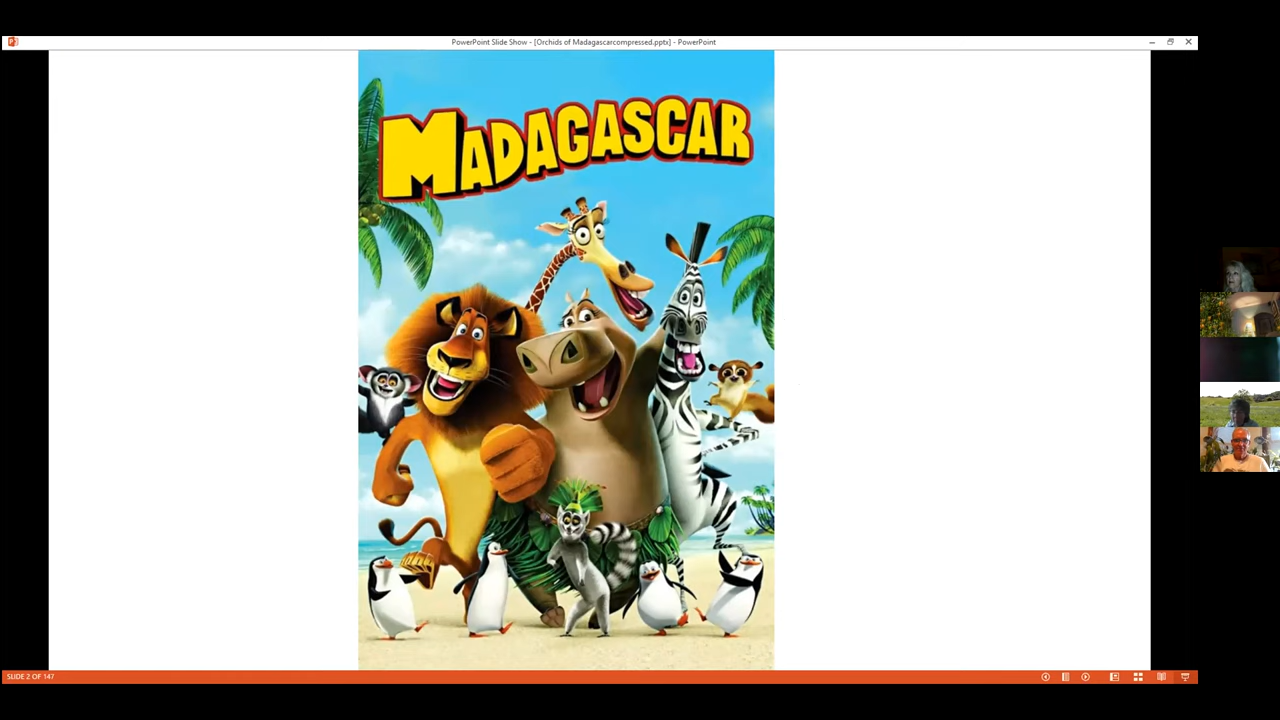 PowerPoint Slide Show - [Orchids of Madagascarcompressed.pptx] - PowerPoint
MADAGASCAR
SLIDE 2 OF 147